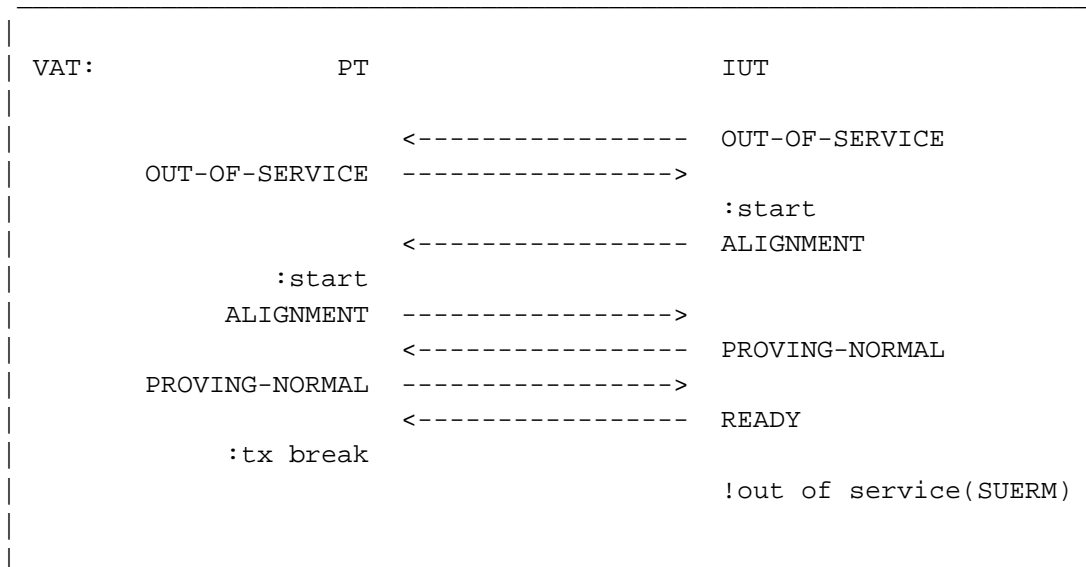 VAT: PT IUT
<----------------- OUT-OF-SERVICE
OUT-OF-SERVICE ----------------->
:start
<----------------- ALIGNMENT
:start
ALIGNMENT ----------------->
<----------------- PROVING-NORMAL
PROVING-NORMAL ----------------->
<----------------- READY
:tx break
!out of service(SUERM)